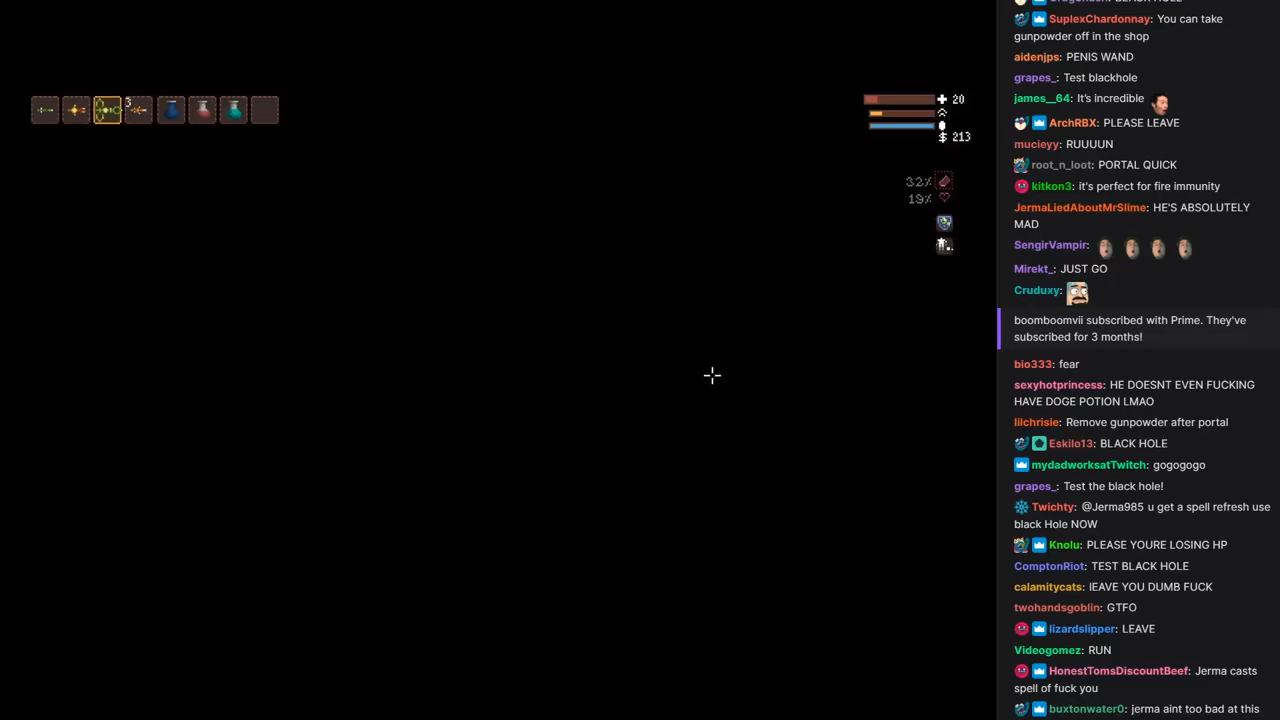 SuplexChardonnay: You can take
gunpowder off in the shop
aidenjps: PENIS WAND
grapes_: Test blackhole
james__64: It's incredible
3
20
ArchRBX: PLEASE LEAVE
213
mucieyy: RUUUUN
root_n_loot: PORTAL QUICK
32%
kitkon3: it's perfect for fire immunity
19%
JermaLiedAboutMrSlime: HE'S ABSOLUTELY
MAD
SengirVampir:
Mirekt_: JUST GO
Cruduxy:
boomboomvii subscribed with Prime. They've
subscribed for 3 months!
bio333: fear
sexyhotprincess: HE DOESNT EVEN FUCKING
HAVE DOGE POTION LMAO
lilchrisie: Remove gunpowder after portal
Eskilo13: BLACK HOLE
mydadworksatTwitch: gogogogo
grapes_: Test the black hole!
Twichty: @Jerma985 u get a spell refresh use
black Hole NOW
Knolu: PLEASE YOURE LOSING HP
ComptonRiot: TEST BLACK HOLE
calamitycats: lEAVE YOU DUMB FUCK
twohandsgoblin: GTFO
lizardslipper: LEAVE
Videogomez: RUN
HonestTomsDiscountBeef: Jerma casts
spell of fuck you
buxtonwater0: jerma aint too bad at this